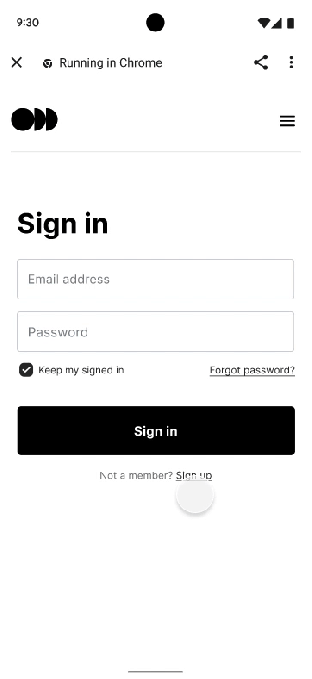 9:30
Running in Chrome
Sign in
Email address
Password
Keep my signed in
Forgot password?
Sign in
Not a member? Sign up